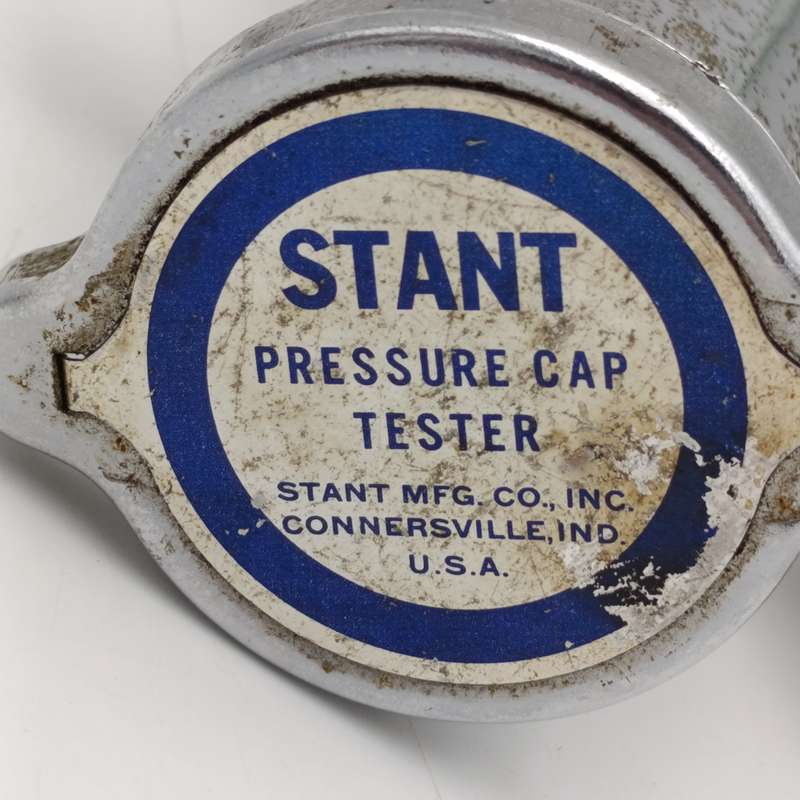 STANT
PRESSURE CAP
TESTER
STANT MFG. CO., INC.
CONNERSVILLE, IND.
U.S.A.